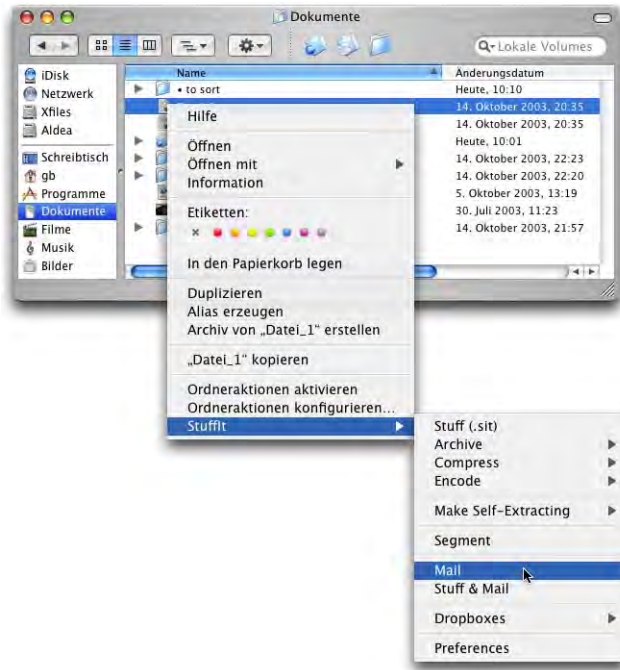 Dokumente
Lokale Volumes
Name
Änderungsdatum
iDisk
Netzwerk
Xfiles
Aldea
Schreibtisch
gb
Programme
Dokumente
Filme
Musik
Bilder
• to sort
Heute, 10:10
14. Oktober 2003, 20:35
14. Oktober 2003, 20:35
Heute, 10:01
14. Oktober 2003, 22:23
14. Oktober 2003, 22:20
5. Oktober 2003, 13:19
30. Juli 2003, 11:23
14. Oktober 2003, 21:57
Hilfe
Öffnen
Öffnen mit
Information
Etiketten:
In den Papierkorb legen
Duplizieren
Alias erzeugen
Archiv von „Datei_1“ erstellen
„Datei_1“ kopieren
Ordneraktionen aktivieren
Ordneraktionen konfigurieren...
StuffIt
Stuff (.sit)
Archive
Compress
Encode
Make Self-Extracting
Segment
Mail
Stuff & Mail
Dropboxes
Preferences